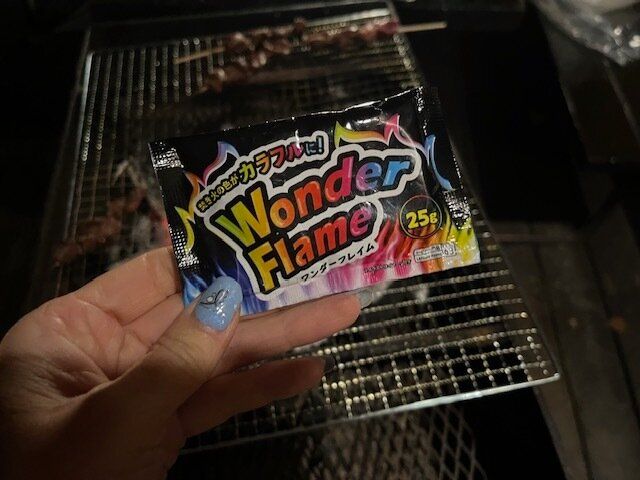 焚き火の色がカラフルに!
Wonder
Flame
ワンダーフレイム
25g